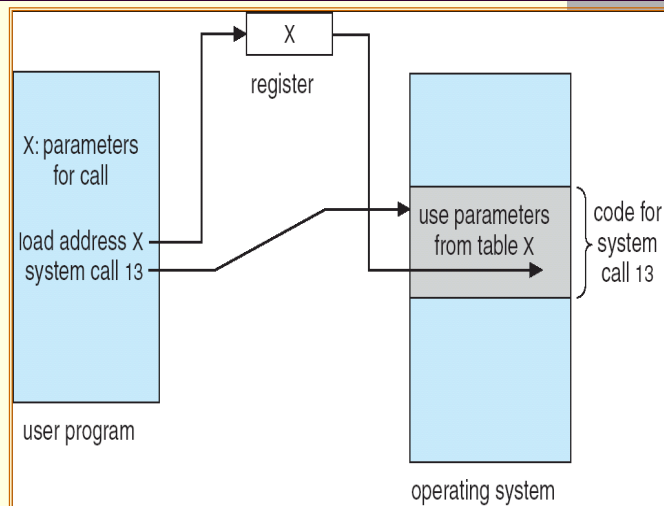 X
register
X: parameters
for call
load address X
system call 13
use parameters
from table X
code for
system
call 13
user program
operating system